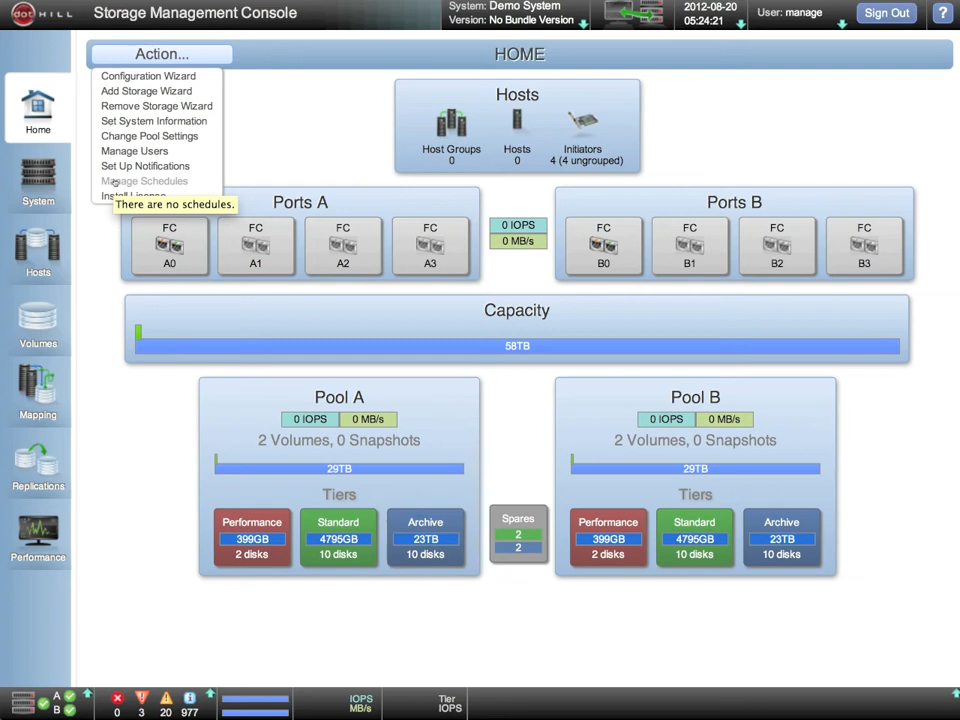 dot HILL
Storage Management Console
System: Demo System
Version: No Bundle Version
2012-08-20
05:24:21
User: manage
Sign Out
?
Action...
HOME
Configuration Wizard
Add Storage Wizard
Remove Storage Wizard
Set System Information
Change Pool Settings
Manage Users
Set Up Notifications
Manage Schedules
Install License
There are no schedules.
Home
System
Hosts
Volumes
Mapping
Replications
Performance
Hosts
Host Groups
0
Hosts
0
Initiators
4 (4 ungrouped)
Ports A
FC
A0
FC
A1
FC
A2
FC
A3
0 IOPS
0 MB/s
Ports B
FC
B0
FC
B1
FC
B2
FC
B3
Capacity
58TB
Pool A
0 IOPS
0 MB/s
2 Volumes, 0 Snapshots
29TB
Tiers
Performance
399GB
2 disks
Standard
4795GB
10 disks
Archive
23TB
10 disks
Spares
2
2
Pool B
0 IOPS
0 MB/s
2 Volumes, 0 Snapshots
29TB
Tiers
Performance
399GB
2 disks
Standard
4795GB
10 disks
Archive
23TB
10 disks
A
B
0
3
20
977
IOPS
MB/s
Tier
IOPS